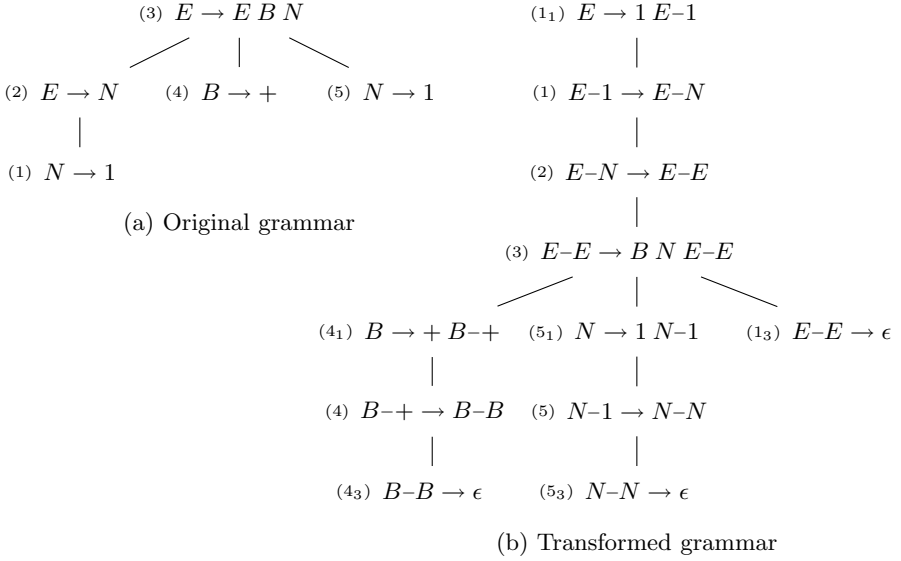 (3) E → E B N
(1₁) E → 1 E–1
(2) E → N
(4) B → +
(5) N → 1
(1) E–1 → E–N
(1) N → 1
(2) E–N → E–E
(a) Original grammar
(3) E–E → B N E–E
(4₁) B → + B–+
(5₁) N → 1 N–1
(1₃) E–E → ϵ
(4) B–+ → B–B
(5) N–1 → N–N
(4₃) B–B → ϵ
(5₃) N–N → ϵ
(b) Transformed grammar